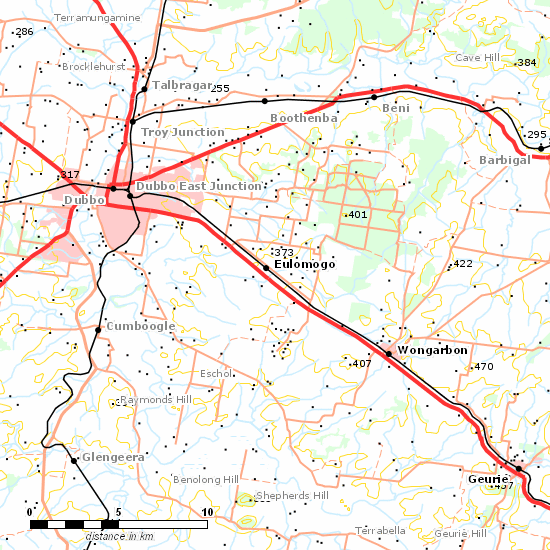 Terramungamine
.286
Cave Hill
.384
Brocklehurst
Talbragar
.255
Beni
Boothenba
Troy Junction
.295
Barbigal
.317
Dubbo East Junction
Dubbo
.401
.373
Eulomogo
.422
Cumboogle
Wongarbon
.407
.470
Eschol
Raymonds Hill
Glengeera
Geurie
Benolong Hill
Shepherds Hill
0 5 10
distance in km
Terrabella
Geurie Hill